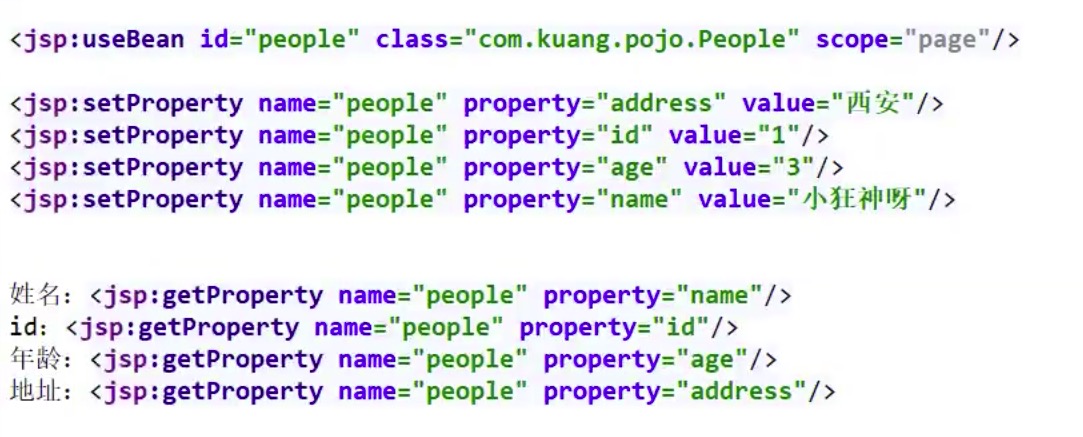 <jsp:useBean id="people" class="com.kuang.pojo.People" scope="page"/>
<jsp:setProperty name="people" property="address" value="西安"/>
<jsp:setProperty name="people" property="id" value="1"/>
<jsp:setProperty name="people" property="age" value="3"/>
<jsp:setProperty name="people" property="name" value="小狂神呀"/>
姓名：<jsp:getProperty name="people" property="name"/>
id：<jsp:getProperty name="people" property="id"/>
年龄：<jsp:getProperty name="people" property="age"/>
地址：<jsp:getProperty name="people" property="address"/>